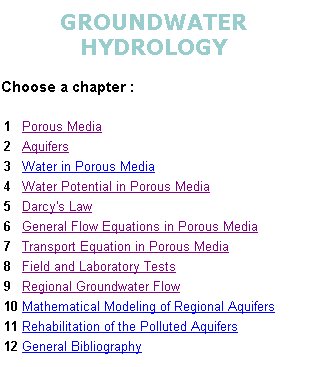 GROUNDWATER
HYDROLOGY
Choose a chapter :
1 Porous Media
2 Aquifers
3 Water in Porous Media
4 Water Potential in Porous Media
5 Darcy's Law
6 General Flow Equations in Porous Media
7 Transport Equation in Porous Media
8 Field and Laboratory Tests
9 Regional Groundwater Flow
10 Mathematical Modeling of Regional Aquifers
11 Rehabilitation of the Polluted Aquifers
12 General Bibliography